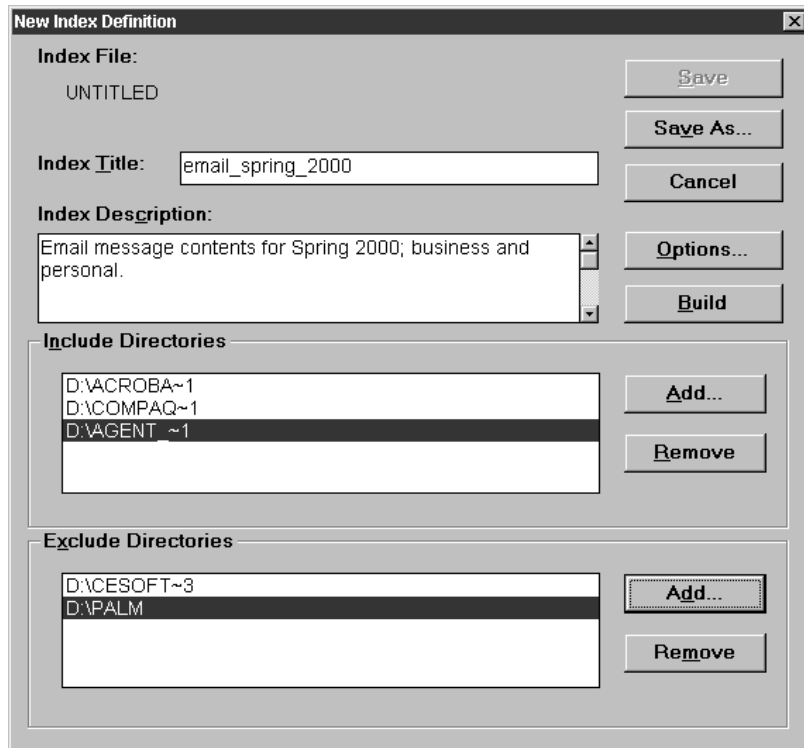 New Index Definition
Index File:
UNTITLED
Save
Save As...
Index Title:
email_spring_2000
Cancel
Index Description:
Email message contents for Spring 2000; business and
personal.
Options...
Build
Include Directories
D:\ACROBA~1
D:\COMPAQ~1
D:\AGENT_~1
Add...
Remove
Exclude Directories
D:\CESOFT~3
D:\PALM
Add...
Remove